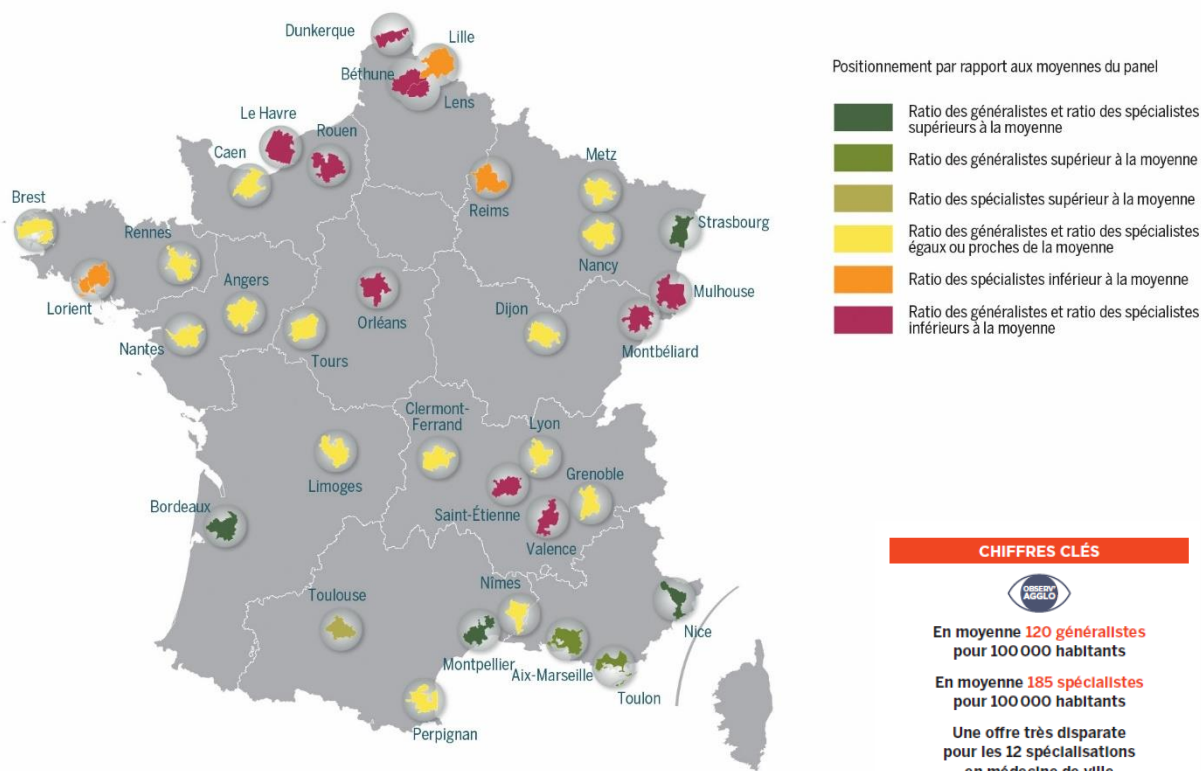 Dunkerque
Lille
Béthune
Lens
Le Havre
Rouen
Caen
Metz
Reims
Strasbourg
Brest
Rennes
Nancy
Angers
Mulhouse
Lorient
Orléans
Dijon
Nantes
Tours
Montbéliard
Clermont-
Ferrand
Lyon
Limoges
Grenoble
Bordeaux
Saint-Étienne
Valence
Nîmes
Toulouse
Nice
Montpellier
Aix-Marseille
Toulon
Perpignan
Positionnement par rapport aux moyennes du panel
Ratio des généralistes et ratio des spécialistes
supérieurs à la moyenne
Ratio des généralistes supérieur à la moyenne
Ratio des spécialistes supérieur à la moyenne
Ratio des généralistes et ratio des spécialistes
égaux ou proches de la moyenne
Ratio des spécialistes inférieur à la moyenne
Ratio des généralistes et ratio des spécialistes
inférieurs à la moyenne
CHIFFRES CLÉS
OBSERV'
AGGLO
En moyenne 120 généralistes
pour 100 000 habitants
En moyenne 185 spécialistes
pour 100 000 habitants
Une offre très disparate
pour les 12 spécialisations
en médecine de ville